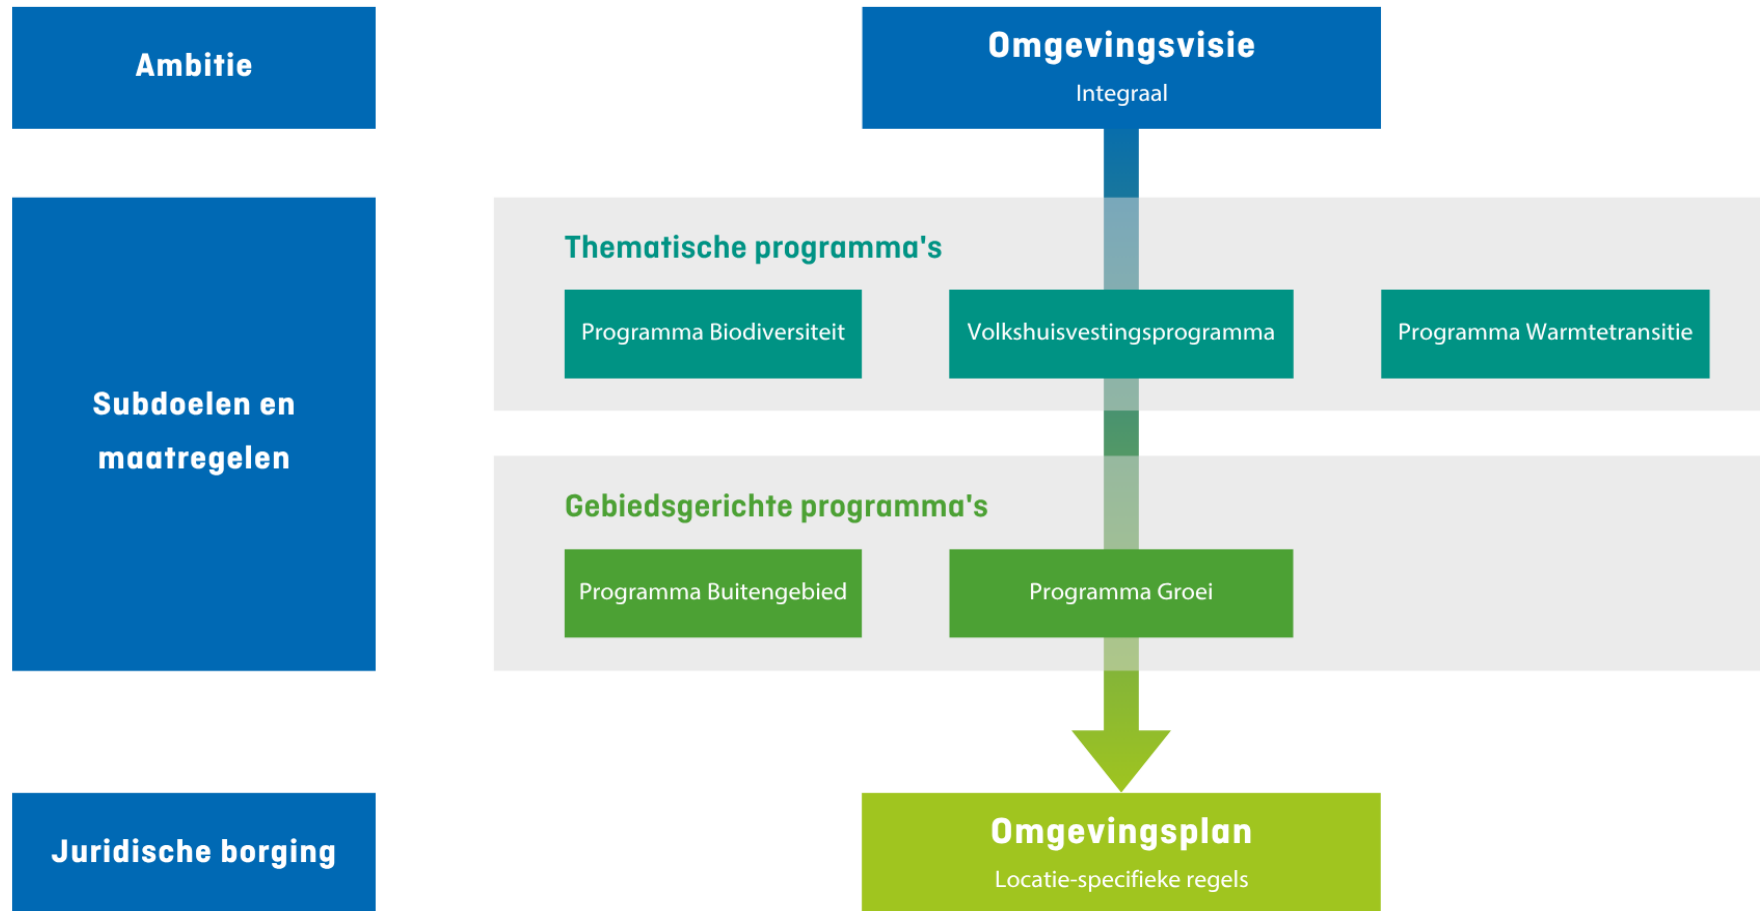 Ambitie
Omgevingsvisie
Integraal
Subdoelen en
maatregelen
Thematische programma's
Programma Biodiversiteit
Volkshuisvestingsprogramma
Programma Warmtetransitie
Gebiedsgerichte programma's
Programma Buitengebied
Programma Groei
Juridische borging
Omgevingsplan
Locatie-specifieke regels